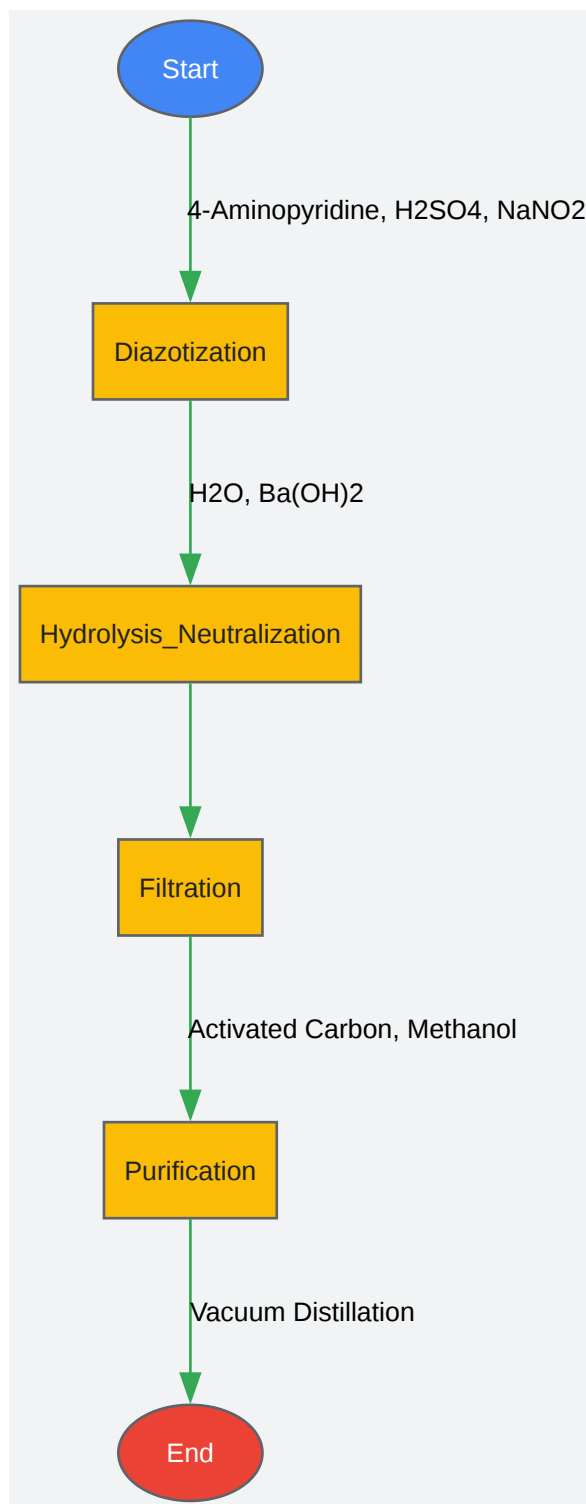 Start
4-Aminopyridine, H2SO4, NaNO2
Diazotization
H2O, Ba(OH)2
Hydrolysis_Neutralization
Filtration
Activated Carbon, Methanol
Purification
Vacuum Distillation
End